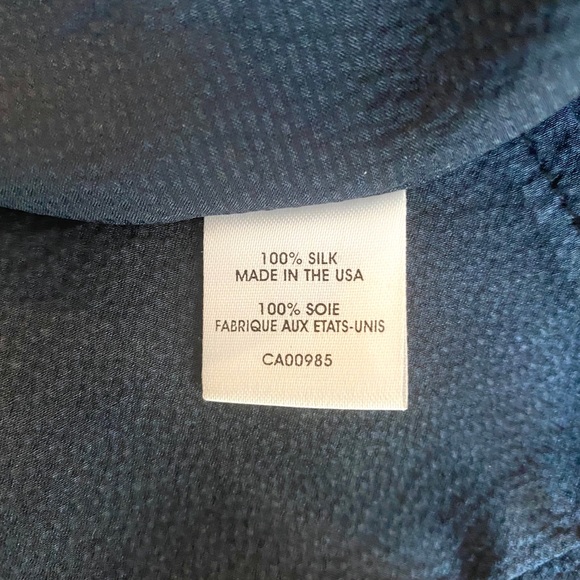 100% SILK
MADE IN THE USA
100% SOIE
FABRIQUE AUX ETATS-UNIS
CA00985